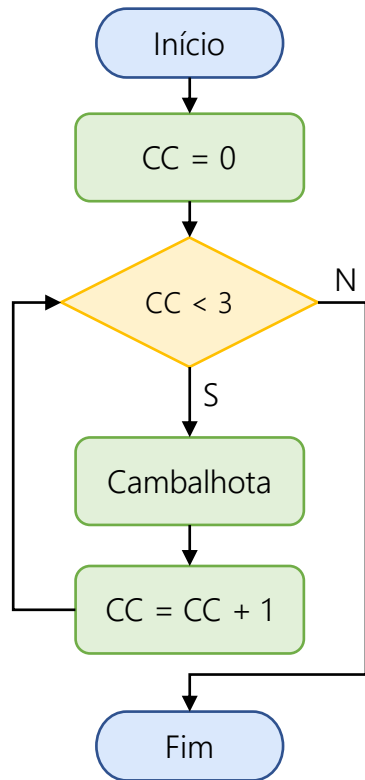 Início
CC = 0
CC < 3
N
S
Cambalhota
CC = CC + 1
Fim